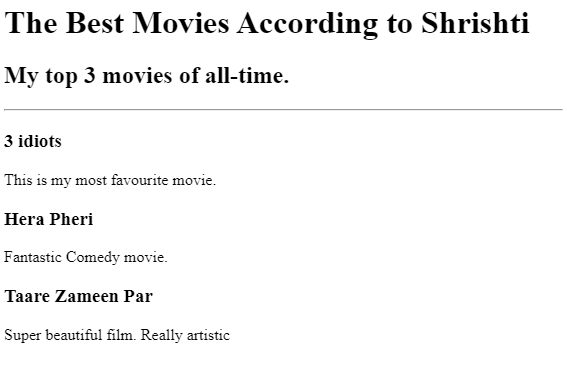 The Best Movies According to Shrishti
My top 3 movies of all-time.
3 idiots
This is my most favourite movie.
Hera Pheri
Fantastic Comedy movie.
Taare Zameen Par
Super beautiful film. Really artistic